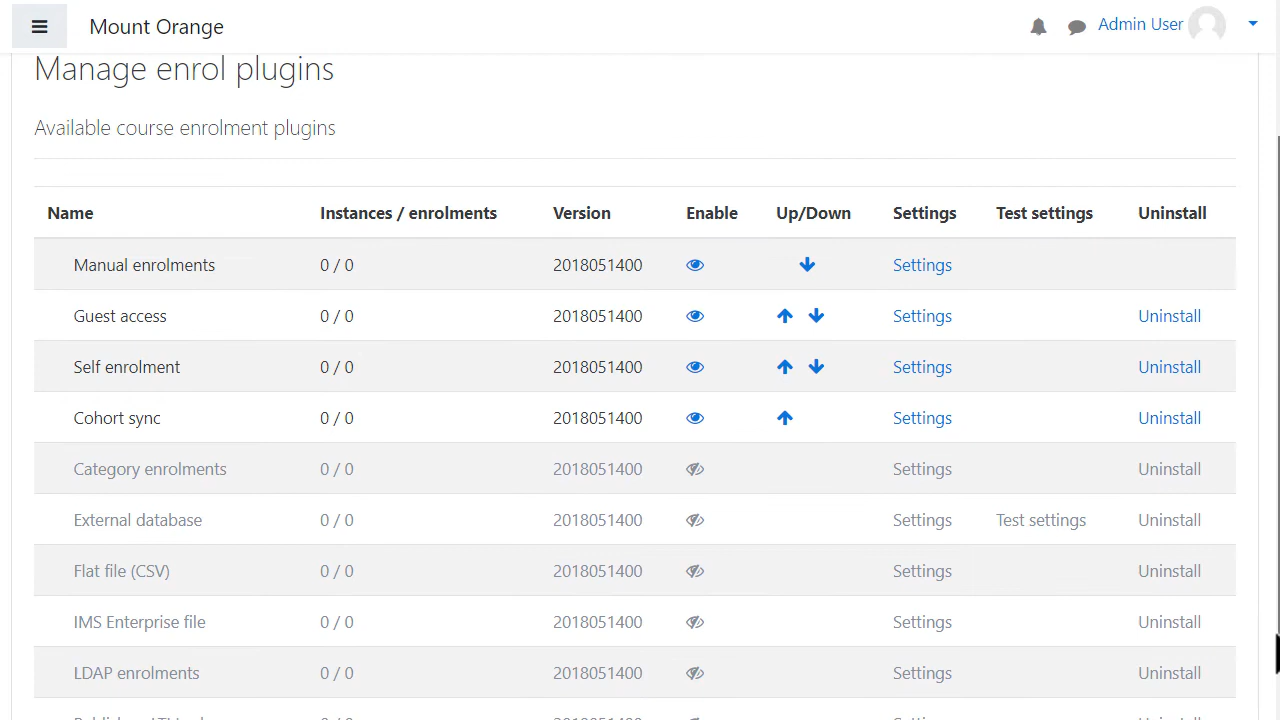 Mount Orange
Admin User
Manage enrol plugins
Available course enrolment plugins
Name Instances / enrolments Version Enable Up/Down Settings Test settings Uninstall
Manual enrolments 0 / 0 2018051400 Settings
Guest access 0 / 0 2018051400 Settings Uninstall
Self enrolment 0 / 0 2018051400 Settings Uninstall
Cohort sync 0 / 0 2018051400 Settings Uninstall
Category enrolments 0 / 0 2018051400 Settings Uninstall
External database 0 / 0 2018051400 Settings Test settings Uninstall
Flat file (CSV) 0 / 0 2018051400 Settings Uninstall
IMS Enterprise file 0 / 0 2018051400 Settings Uninstall
LDAP enrolments 0 / 0 2018051400 Settings Uninstall